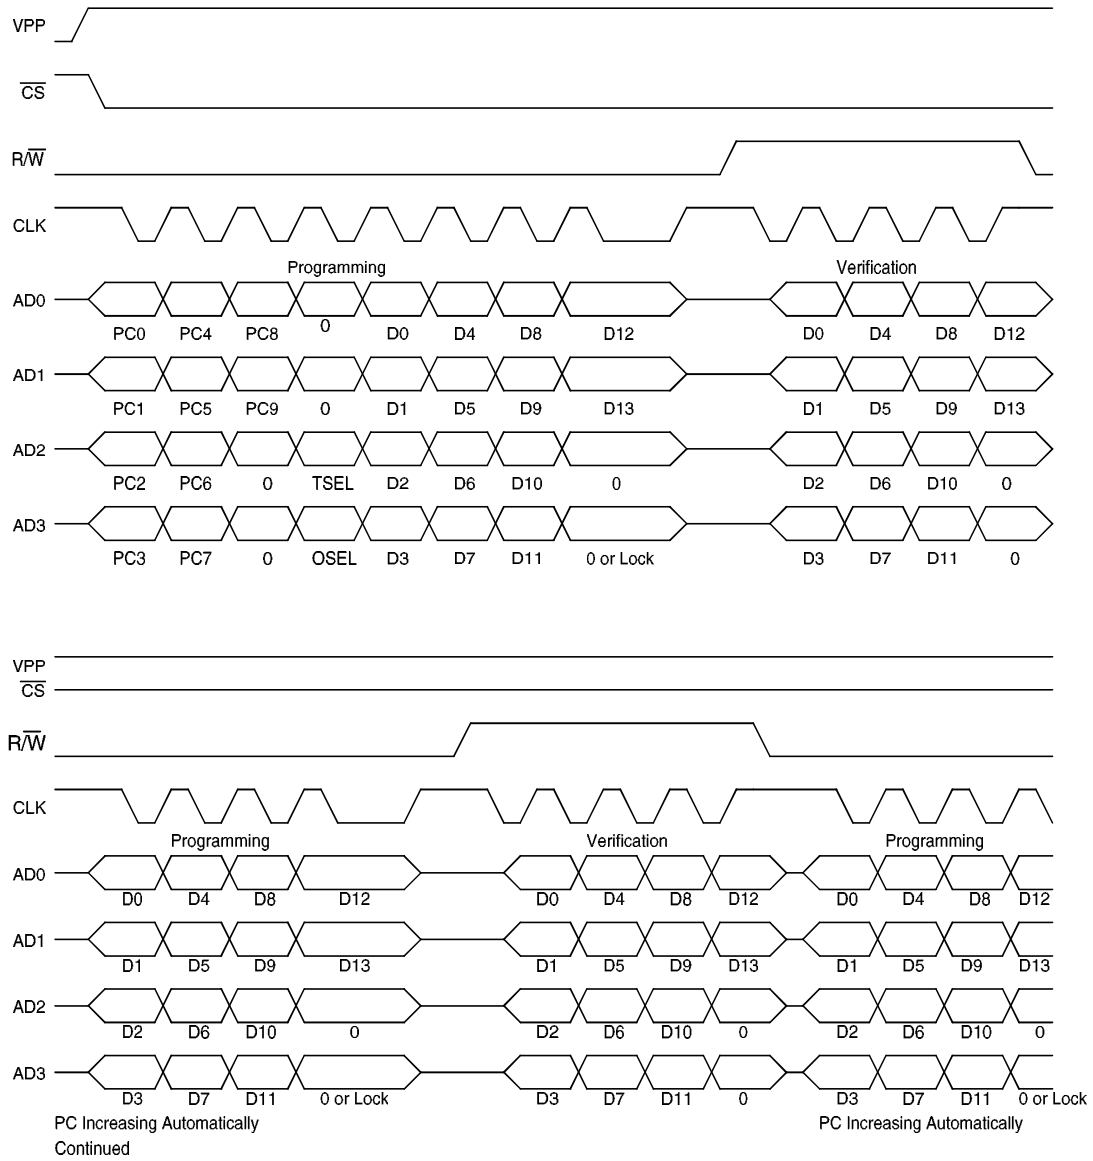 VPP
CS
R/W
CLK
Programming Verification
AD0
PC0 PC4 PC8 0 D0 D4 D8 D12 D0 D4 D8 D12
AD1
PC1 PC5 PC9 0 D1 D5 D9 D13 D1 D5 D9 D13
AD2
PC2 PC6 0 TSEL D2 D6 D10 0 D2 D6 D10 0
AD3
PC3 PC7 0 OSEL D3 D7 D11 0 or Lock D3 D7 D11 0
VPP
CS
R/W
CLK
Programming Verification Programming
AD0
D0 D4 D8 D12 D0 D4 D8 D12 D0 D4 D8 D12
AD1
D1 D5 D9 D13 D1 D5 D9 D13 D1 D5 D9 D13
AD2
D2 D6 D10 0 D2 D6 D10 0 D2 D6 D10 0
AD3
D3 D7 D11 0 or Lock D3 D7 D11 0 D3 D7 D11 0 or Lock
PC Increasing Automatically PC Increasing Automatically
Continued